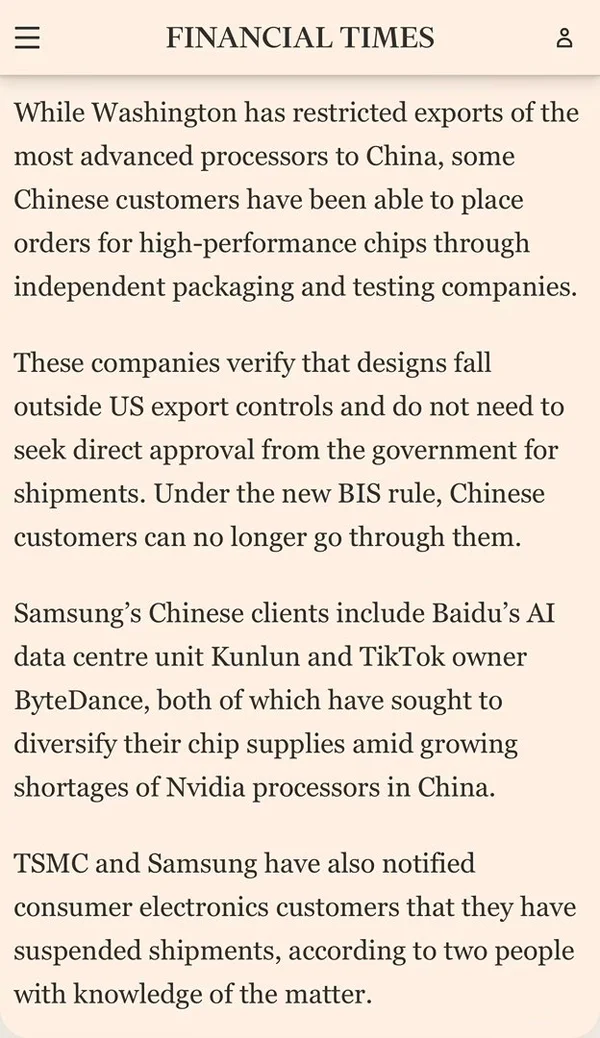 FINANCIAL TIMES
While Washington has restricted exports of the
most advanced processors to China, some
Chinese customers have been able to place
orders for high-performance chips through
independent packaging and testing companies.
These companies verify that designs fall
outside US export controls and do not need to
seek direct approval from the government for
shipments. Under the new BIS rule, Chinese
customers can no longer go through them.
Samsung’s Chinese clients include Baidu’s AI
data centre unit Kunlun and TikTok owner
ByteDance, both of which have sought to
diversify their chip supplies amid growing
shortages of Nvidia processors in China.
TSMC and Samsung have also notified
consumer electronics customers that they have
suspended shipments, according to two people
with knowledge of the matter.